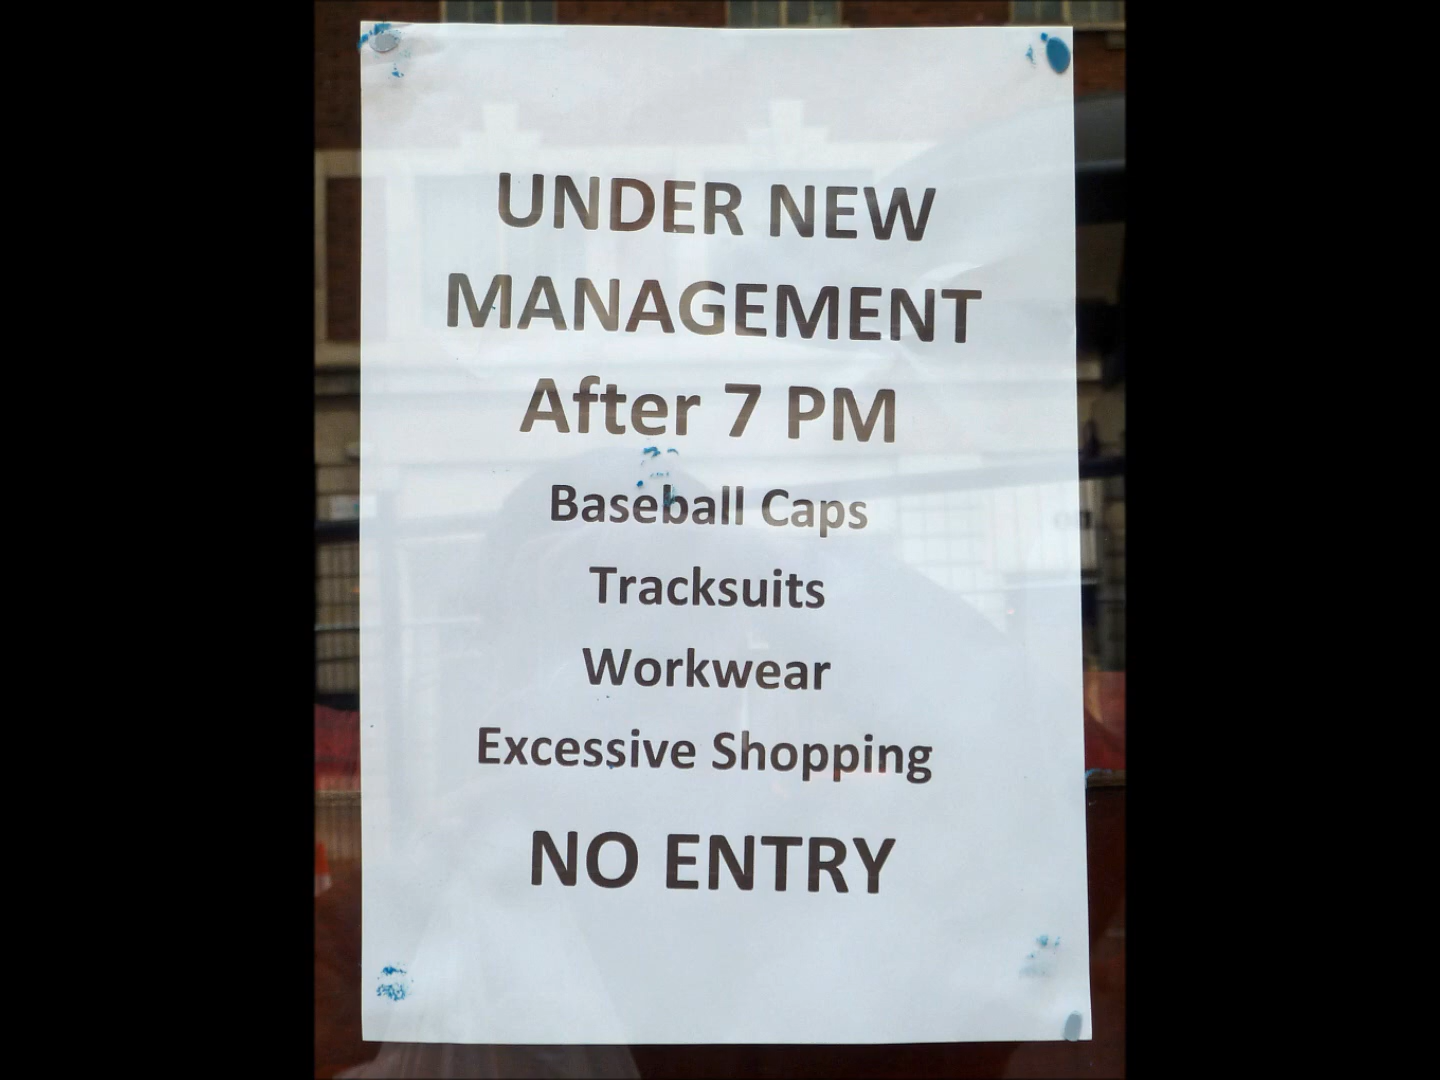 UNDER NEW
MANAGEMENT
After 7 PM
Baseball Caps
Tracksuits
Workwear
Excessive Shopping
NO ENTRY